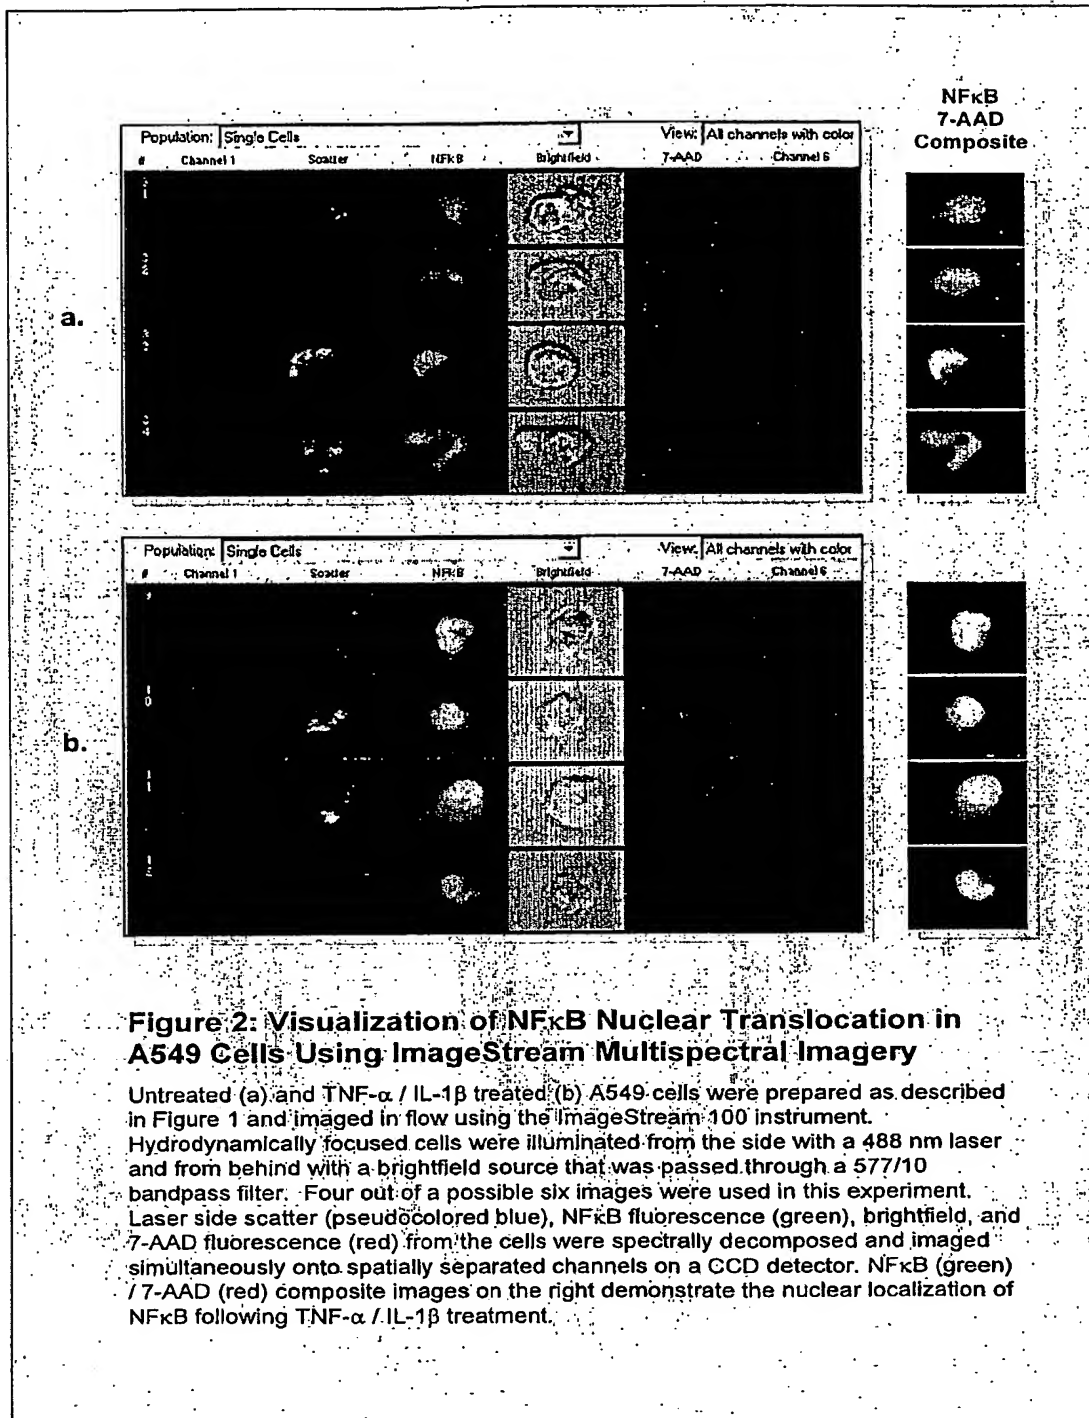 NFκB
7-AAD
Composite
Population: Single Cells View: All channels with color
# Channel 1 Scatter NFkB Brightfield 7-AAD Channel 6
a.
Population: Single Cells View: All channels with color
# Channel 1 Scatter NFkB Brightfield 7-AAD Channel 6
b.
Figure 2: Visualization of NFκB Nuclear Translocation in
A549 Cells Using ImageStream Multispectral Imagery
Untreated (a) and TNF-α / IL-1β treated (b) A549 cells were prepared as described
in Figure 1 and imaged in flow using the ImageStream 100 instrument.
Hydrodynamically focused cells were illuminated from the side with a 488 nm laser
and from behind with a brightfield source that was passed through a 577/10
bandpass filter. Four out of a possible six images were used in this experiment.
Laser side scatter (pseudocolored blue), NFκB fluorescence (green), brightfield, and
7-AAD fluorescence (red) from the cells were spectrally decomposed and imaged
simultaneously onto spatially separated channels on a CCD detector. NFκB (green)
/ 7-AAD (red) composite images on the right demonstrate the nuclear localization of
NFκB following TNF-α / IL-1β treatment.